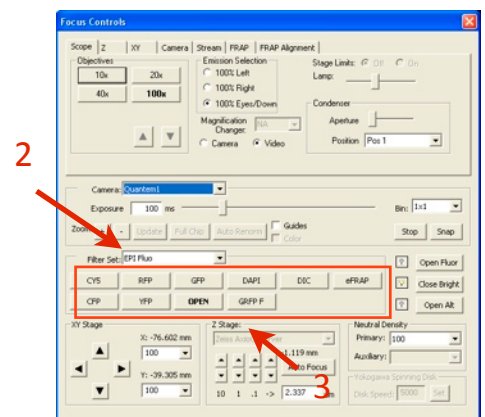 Focus Controls
Scope Z XY Camera Stream FRAP FRAP Alignment
Objectives
10x 20x
40x 100x
Emission Selection
100% Left
100% Right
100% Eyes/Down
Magnification Changer: NA
Camera Video
Stage Limits: Off On
Lamp:
Condenser
Aperture
Position Pos 1
2
Camera: Quantem1
Exposure 100 ms
Bin: 1x1
Zoom + - Update Full Chip Auto Renorm Guides Color Stop Snap
Filter Set: EPI Fluo
CY5 RFP GFP DAPI DIC eFRAP
CFP YFP OPEN GRFP F
Open Fluor
Close Bright
Open Alt
XY Stage
X: -76.602 mm
100
Y: -39.305 mm
100
Z Stage:
1.119 mm
Auto Focus
10 1 .1 -> 2.337
3
Neutral Density
Primary: 100
Auxiliary:
Yokogawa Spinning Disk
Disk Speed: 5000 Set